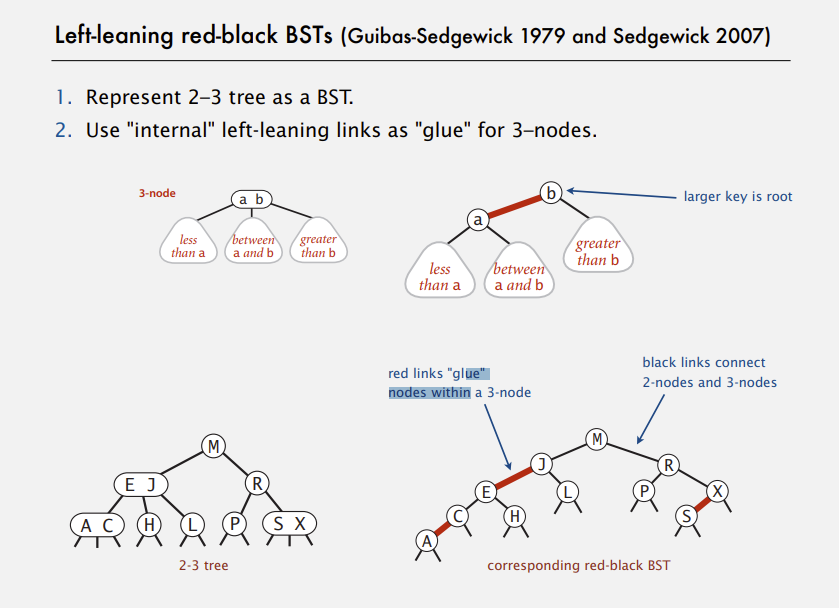 Left-leaning red-black BSTs (Guibas-Sedgewick 1979 and Sedgewick 2007)
1. Represent 2–3 tree as a BST.
2. Use "internal" left-leaning links as "glue" for 3–nodes.
3-node
a b
less
than a
between
a and b
greater
than b
b
larger key is root
a
less
than a
between
a and b
greater
than b
red links "glue"
nodes within a 3-node
black links connect
2-nodes and 3-nodes
M
E J
R
A C
H
L
P
S X
2-3 tree
M
J
R
E
L
P
X
C
H
S
A
corresponding red-black BST